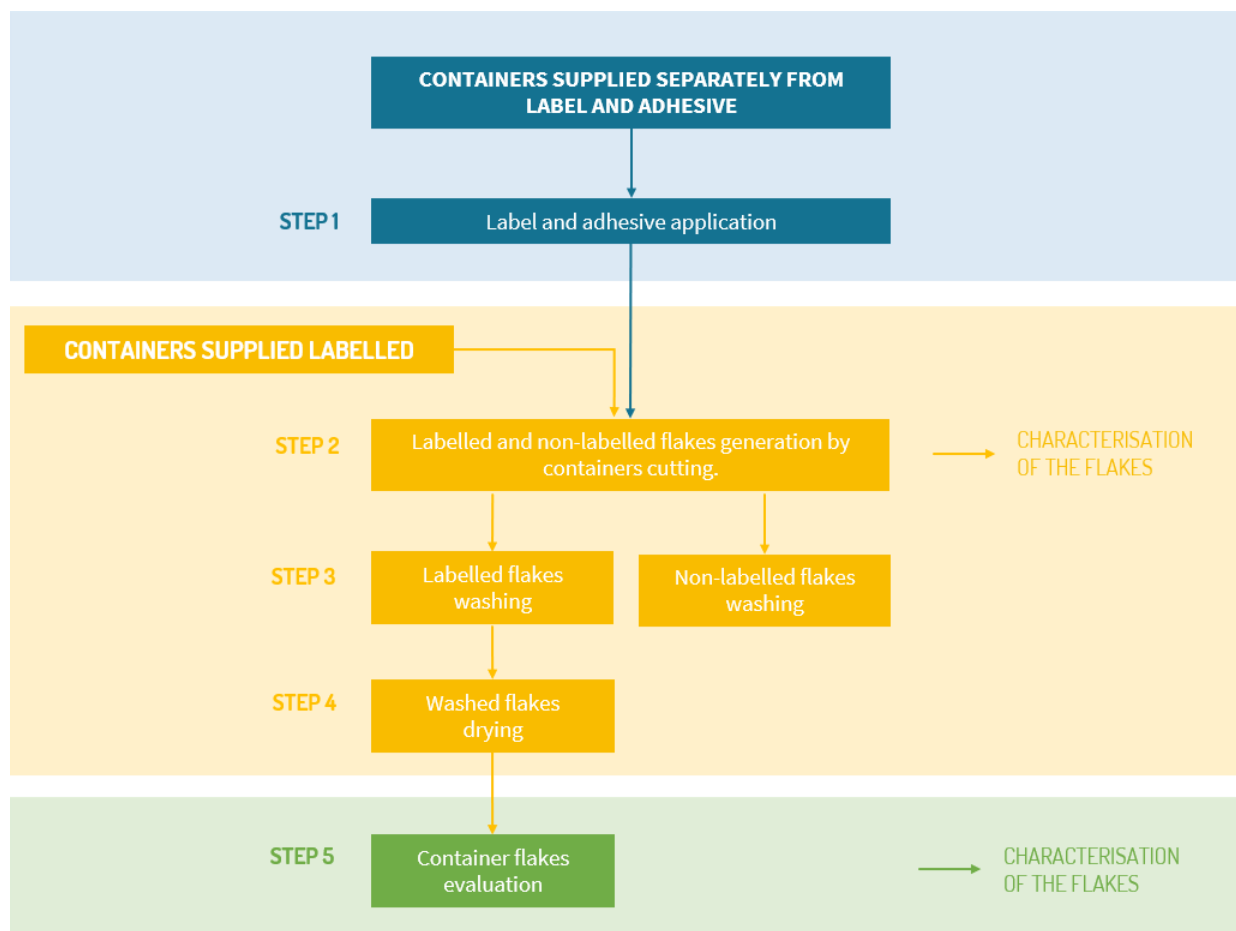 CONTAINERS SUPPLIED SEPARATELY FROM
LABEL AND ADHESIVE
STEP 1
Label and adhesive application
CONTAINERS SUPPLIED LABELLED
STEP 2
Labelled and non-labelled flakes generation by
containers cutting.
CHARACTERISATION
OF THE FLAKES
STEP 3
Labelled flakes
washing
Non-labelled flakes
washing
STEP 4
Washed flakes
drying
STEP 5
Container flakes
evaluation
CHARACTERISATION
OF THE FLAKES